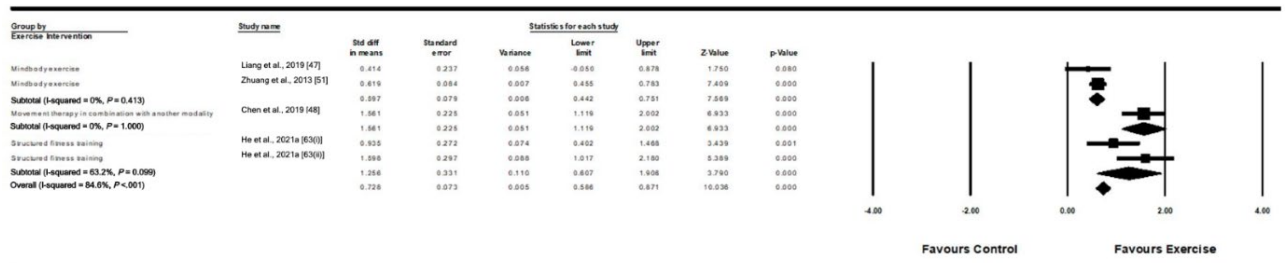 Group by Study name Statistics for each study
Exercise Intervention
Std diff in means Standard error Variance Lower limit Upper limit Z-Value p-Value
Mindbody exercise Liang et al., 2019 [47] 0.414 0.237 0.056 -0.050 0.878 1.750 0.080
Mindbody exercise Zhuang et al., 2013 [51] 0.619 0.084 0.007 0.455 0.783 7.409 0.000
Subtotal (I-squared = 0%, P = 0.413) 0.597 0.079 0.006 0.442 0.751 7.569 0.000
Movement therapy in combination with another modality Chen et al., 2019 [48] 1.561 0.225 0.051 1.119 2.002 6.933 0.000
Subtotal (I-squared = 0%, P = 1.000) 1.561 0.225 0.051 1.119 2.002 6.933 0.000
Structured fitness training He et al., 2021a [63(i)] 0.935 0.272 0.074 0.402 1.468 3.439 0.001
Structured fitness training He et al., 2021a [63(ii)] 1.598 0.297 0.088 1.017 2.180 5.389 0.000
Subtotal (I-squared = 63.2%, P = 0.099) 1.256 0.331 0.110 0.607 1.906 3.790 0.000
Overall (I-squared = 84.6%, P <.001) 0.728 0.073 0.005 0.586 0.871 10.036 0.000
-4.00 -2.00 0.00 2.00 4.00
Favours Control Favours Exercise